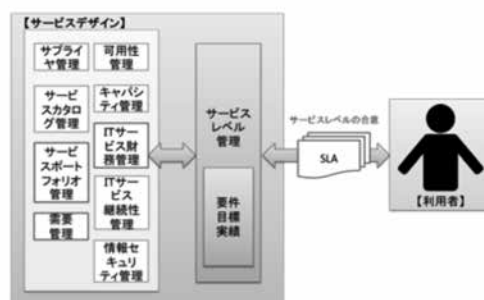 【サービスデザイン】
サプライ
ヤ管理
可用性
管理
サービ
スカタロ
グ管理
キャパシ
ティ管理
サービ
スポート
フォリオ
管理
ITサー
ビス財
務管理
需要
管理
ITサービス
継続性管
理
情報セ
キュリ
ティ管理
サービス
レベル
管理
要件
目標
実績
サービスレベルの合意
SLA
【利用者】